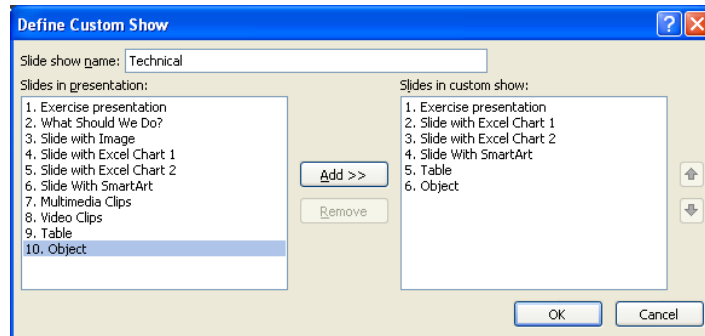 Define Custom Show
Slide show name: Technical
Slides in presentation:
1. Exercise presentation
2. What Should We Do?
3. Slide with Image
4. Slide with Excel Chart 1
5. Slide with Excel Chart 2
6. Slide With SmartArt
7. Multimedia Clips
8. Video Clips
9. Table
10. Object
Add >>
Remove
Slides in custom show:
1. Exercise presentation
2. Slide with Excel Chart 1
3. Slide with Excel Chart 2
4. Slide With SmartArt
5. Table
6. Object
OK
Cancel